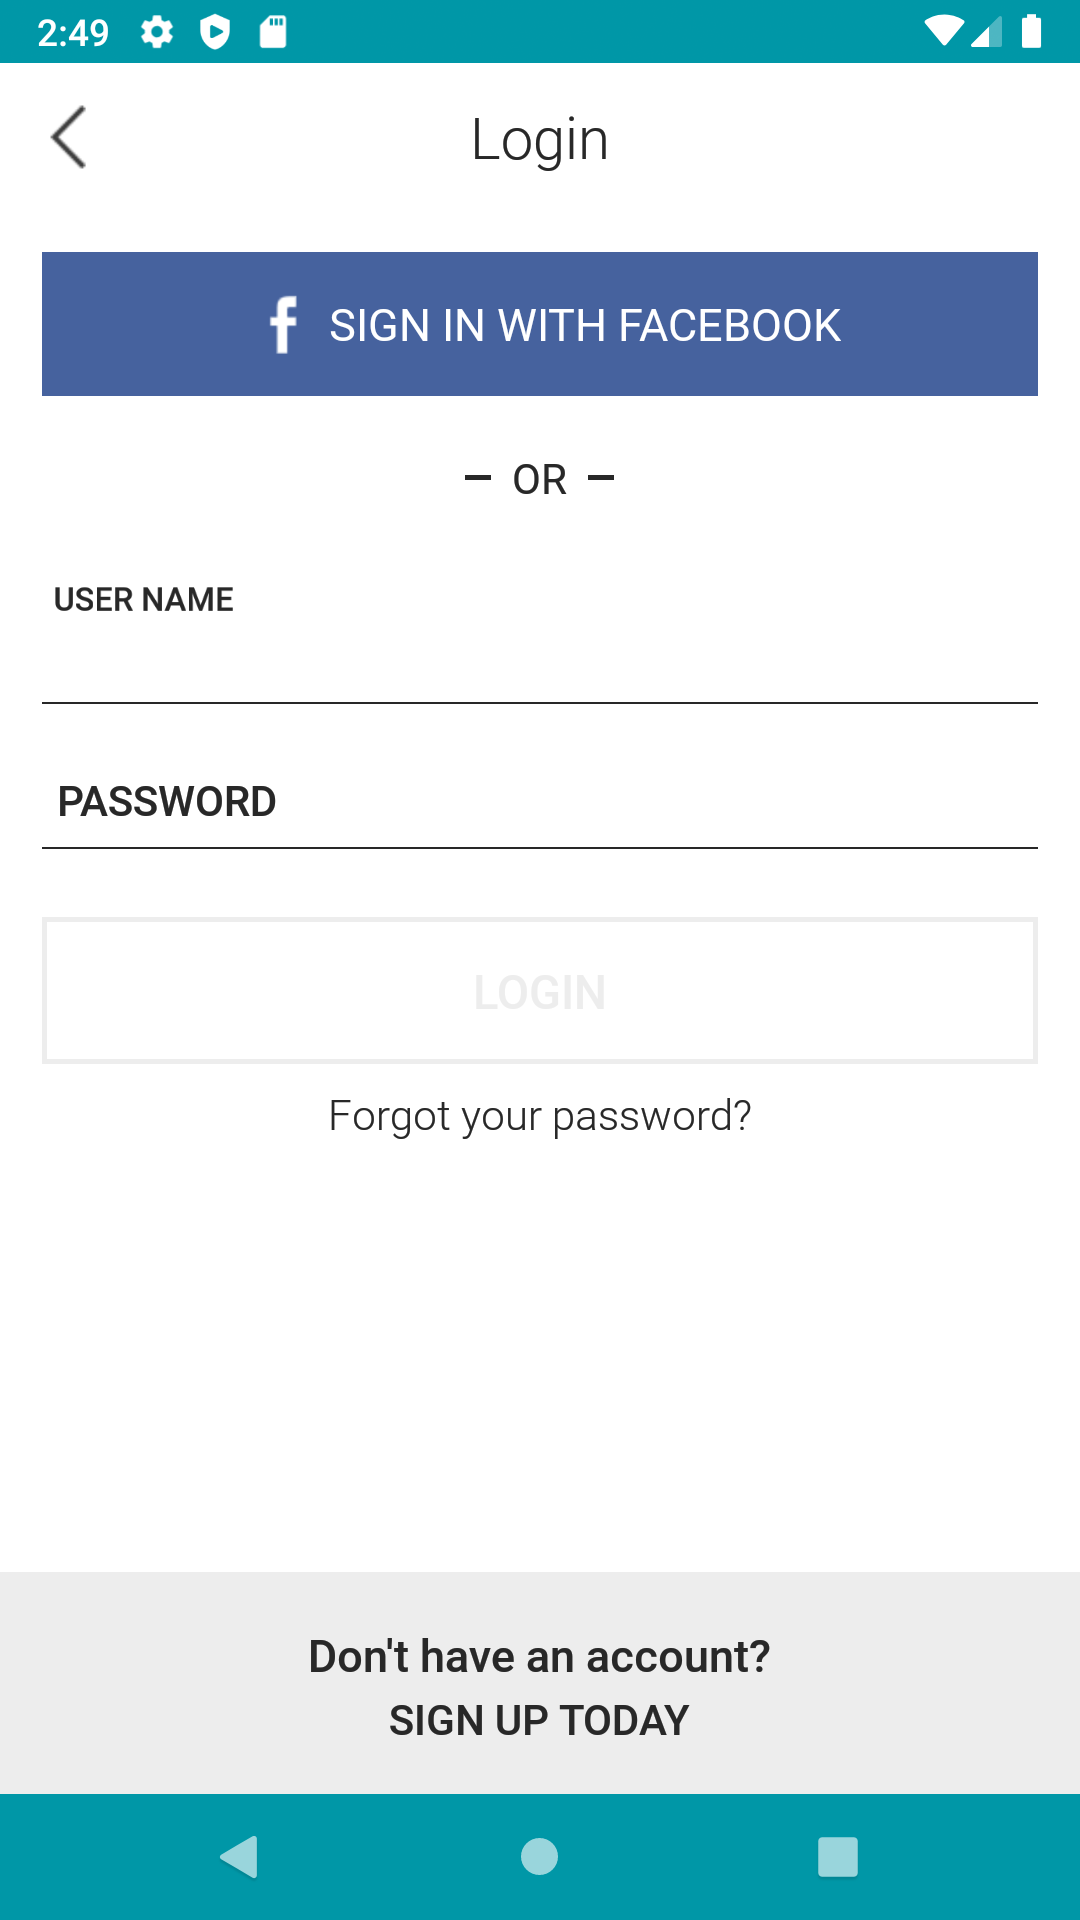 2:49
Login
f SIGN IN WITH FACEBOOK
– OR –
USER NAME
PASSWORD
LOGIN
Forgot your password?
Don't have an account?
SIGN UP TODAY